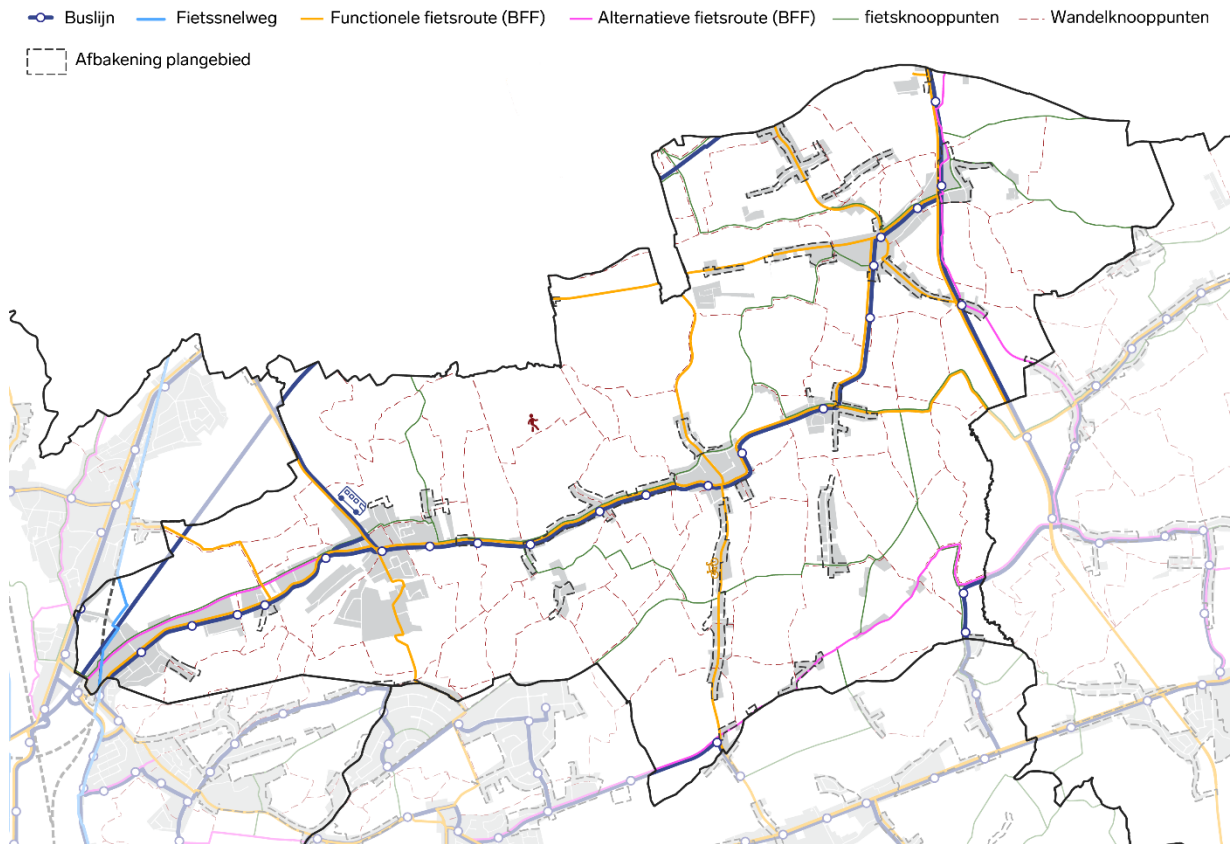 Buslijn Fietssnelweg Functionele fietsroute (BFF) Alternatieve fietsroute (BFF) fietsknooppunten Wandelknooppunten
Afbakening plangebied